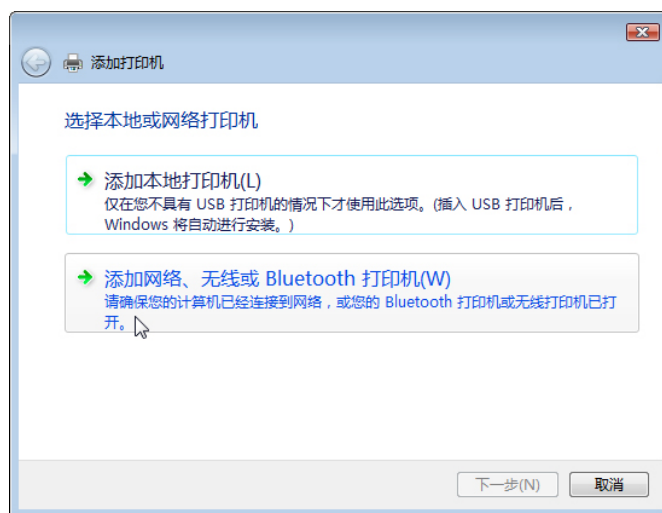 添加打印机
选择本地或网络打印机
添加本地打印机(L)
仅在您不具有 USB 打印机的情况下才使用此选项。(插入 USB 打印机后，
Windows 将自动进行安装。)
添加网络、无线或 Bluetooth 打印机(W)
请确保您的计算机已经连接到网络，或您的 Bluetooth 打印机或无线打印机已打
开。
下一步(N)
取消